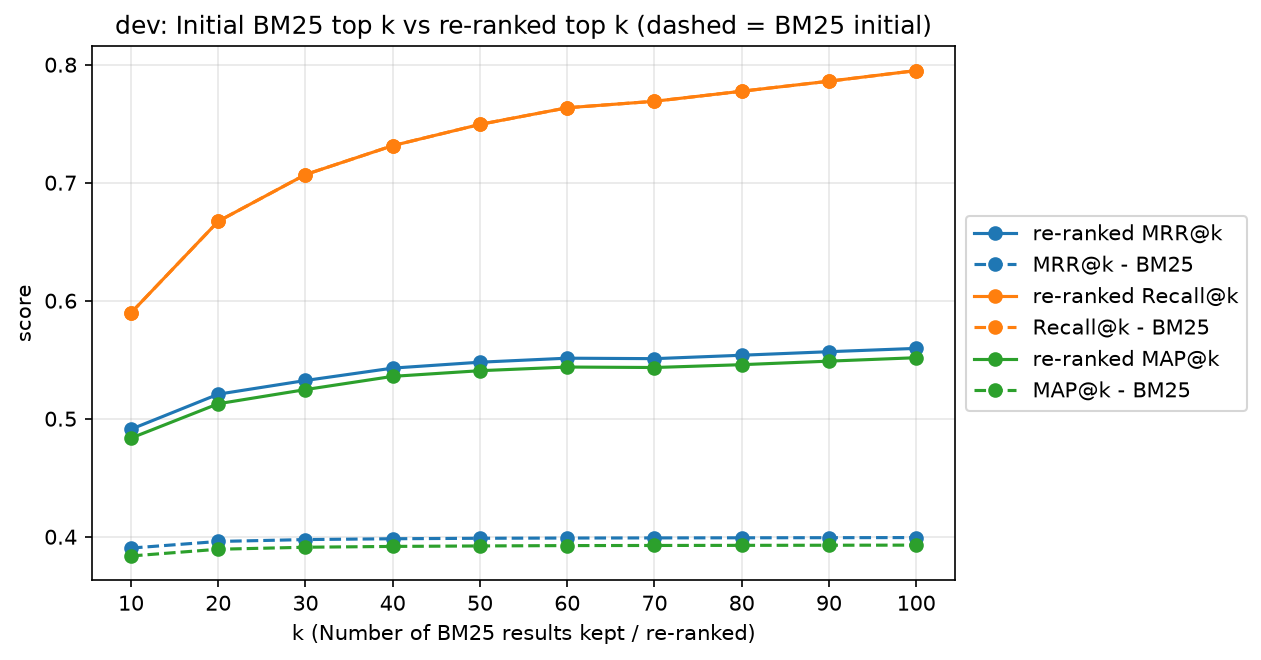 dev: Initial BM25 top k vs re-ranked top k (dashed = BM25 initial)
score
0.8
0.7
0.6
0.5
0.4
10 20 30 40 50 60 70 80 90 100
k (Number of BM25 results kept / re-ranked)
re-ranked MRR@k
MRR@k - BM25
re-ranked Recall@k
Recall@k - BM25
re-ranked MAP@k
MAP@k - BM25